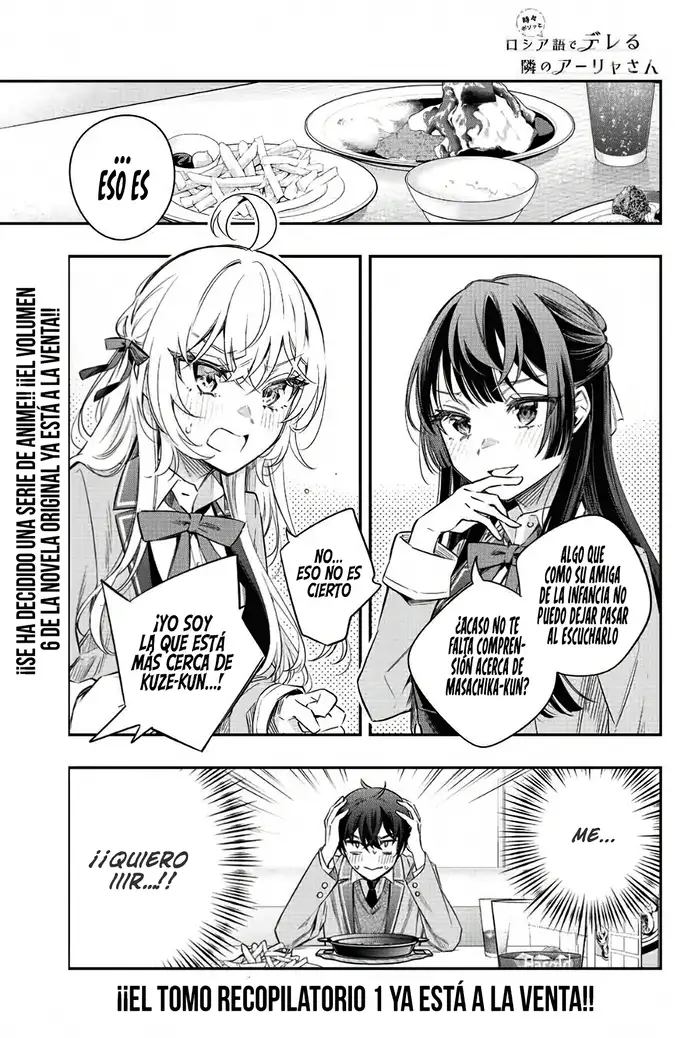 時々
ボソッと
ロシア語でデレる
隣のアーリャさん
...
ESO ES
ALGO QUE
COMO SU AMIGA
DE LA INFANCIA NO
PUEDO DEJAR PASAR
AL ESCUCHARLO
¿ACASO NO TE
FALTA COMPREN-
SIÓN ACERCA DE
MASACHIKA-KUN?
NO...
ESO NO ES
CIERTO
¡YO SOY
LA QUE ESTÁ
MÁS CERCA DE
KUZE-KUN...!
¡¡SE HA DECIDIDO UNA SERIE DE ANIME!! ¡¡EL VOLUMEN
6 DE LA NOVELA ORIGINAL YA ESTÁ A LA VENTA!!
ME...
¡¡QUIERO
IIIR...!!
¡¡EL TOMO RECOPILATORIO 1 YA ESTÁ A LA VENTA!!